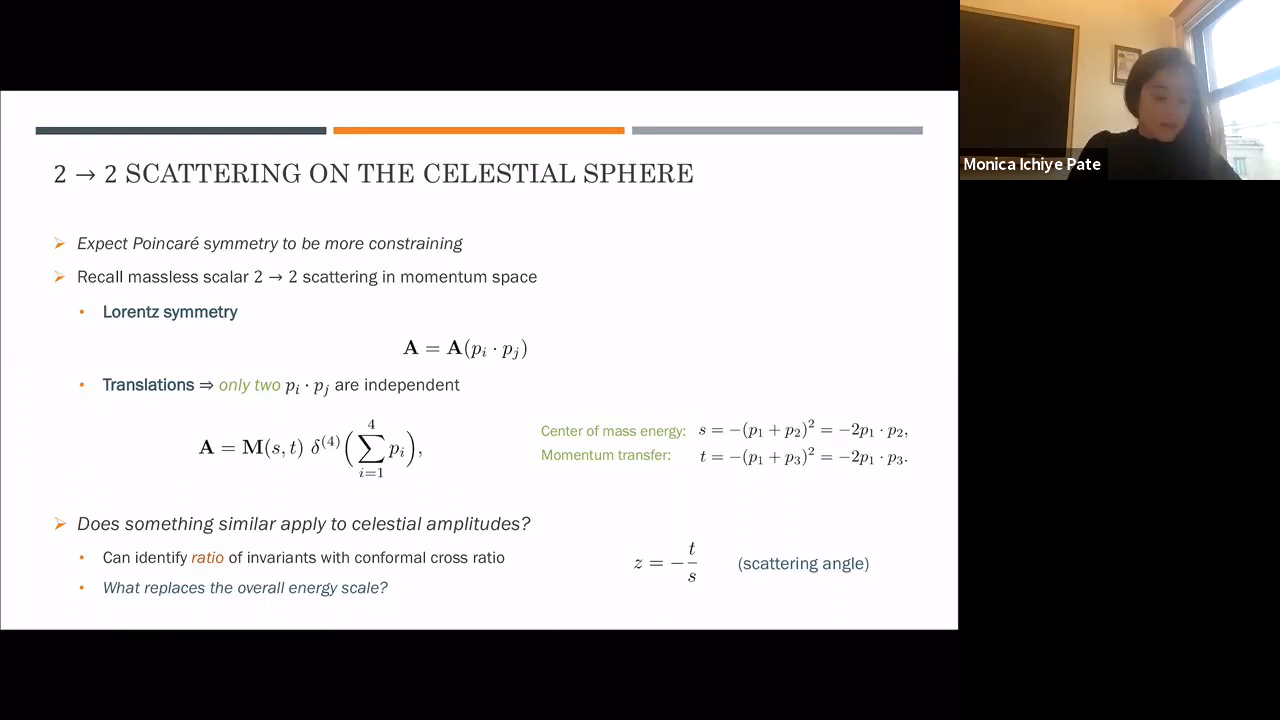 2 → 2 SCATTERING ON THE CELESTIAL SPHERE
Expect Poincaré symmetry to be more constraining
Recall massless scalar 2 → 2 scattering in momentum space
Lorentz symmetry
A = A(p_i · p_j)
Translations ⇒ only two p_i · p_j are independent
A = M(s, t) δ^(4)(∑_{i=1}^{4} p_i),
Center of mass energy: s = −(p_1 + p_2)^2 = −2p_1 · p_2,
Momentum transfer: t = −(p_1 + p_3)^2 = −2p_1 · p_3.
Does something similar apply to celestial amplitudes?
Can identify ratio of invariants with conformal cross ratio
z = −t/s (scattering angle)
What replaces the overall energy scale?
Monica Ichiye Pate